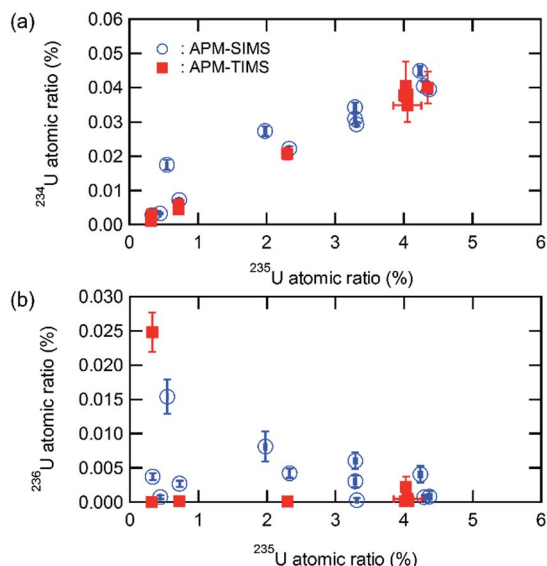 (a)
0.06
0.05
0.04
0.03
0.02
0.01
0.00
²³⁴U atomic ratio (%)
: APM-SIMS
: APM-TIMS
0 1 2 3 4 5 6
²³⁵U atomic ratio (%)
(b)
0.030
0.025
0.020
0.015
0.010
0.005
0.000
²³⁶U atomic ratio (%)
0 1 2 3 4 5 6
²³⁵U atomic ratio (%)